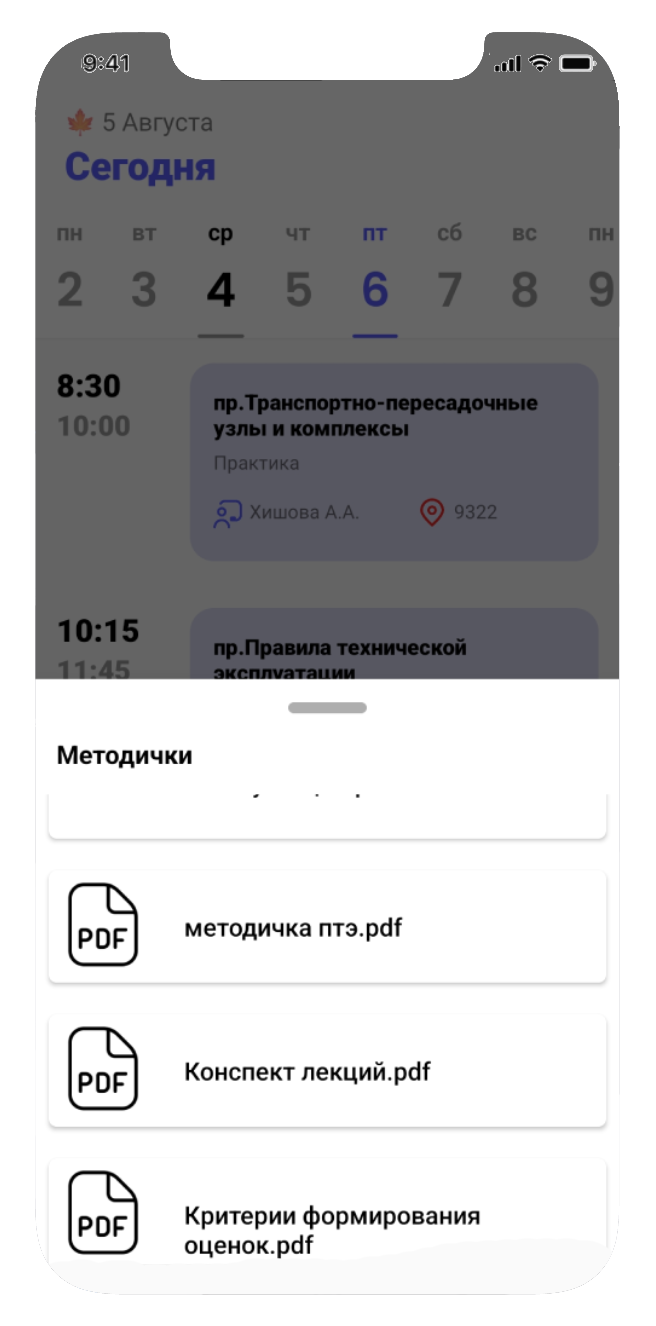 9:41
🍁 5 Августа
Сегодня
пн вт ср чт пт сб вс пн
2 3 4 5 6 7 8 9
8:30
10:00
пр.Транспортно-пересадочные
узлы и комплексы
Практика
Хишова А.А. 9322
10:15
11:45
пр.Правила технической
эксплуатации
Методички
PDF методичка птэ.pdf
PDF Конспект лекций.pdf
PDF Критерии формирования
оценок.pdf